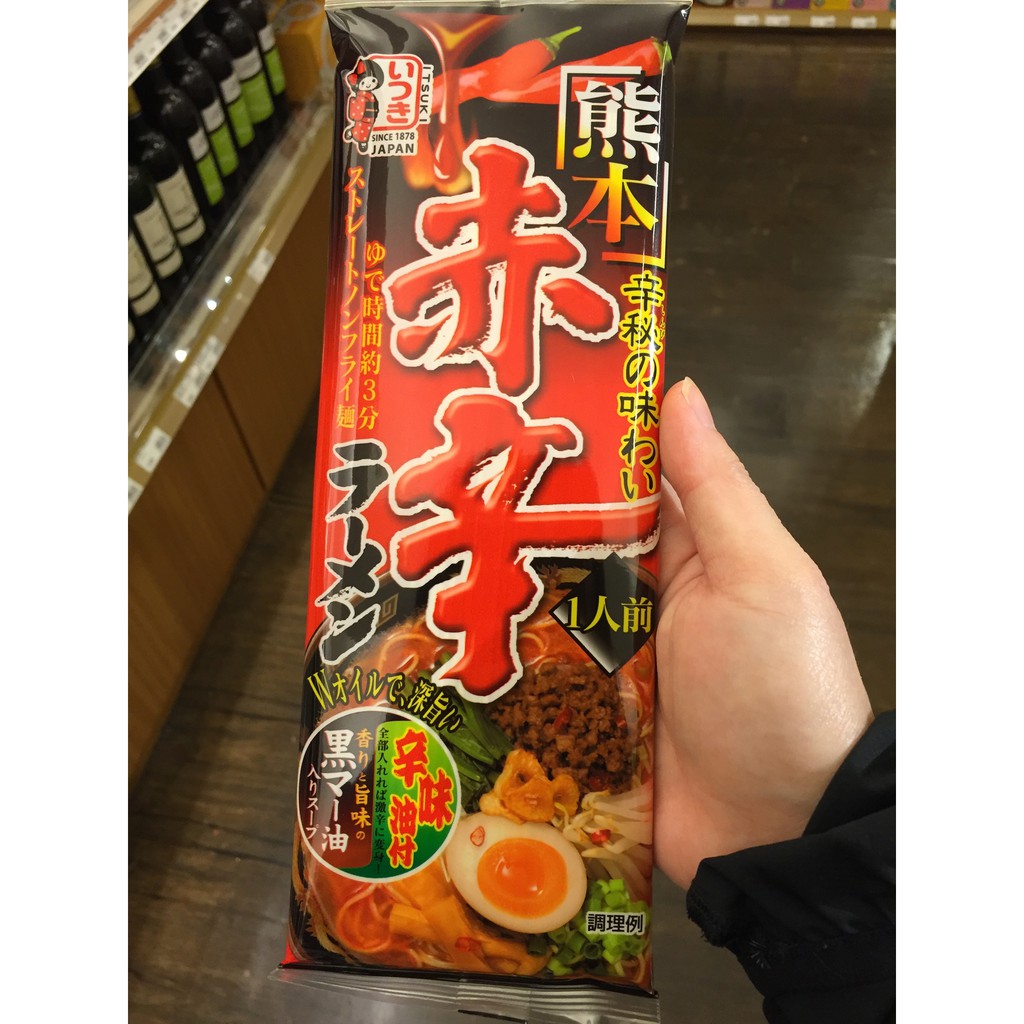 いつき
ITSUKI
SINCE 1878
JAPAN
熊本
辛秘の味わい
赤辛
ラーメン
ゆで時間約3分
ストレートノンフライ麺
1人前
Wオイルで、深旨い
香りと旨味の
黒マー油
入りスープ
辛味
油付
全部入れれば激辛に変身!
調理例